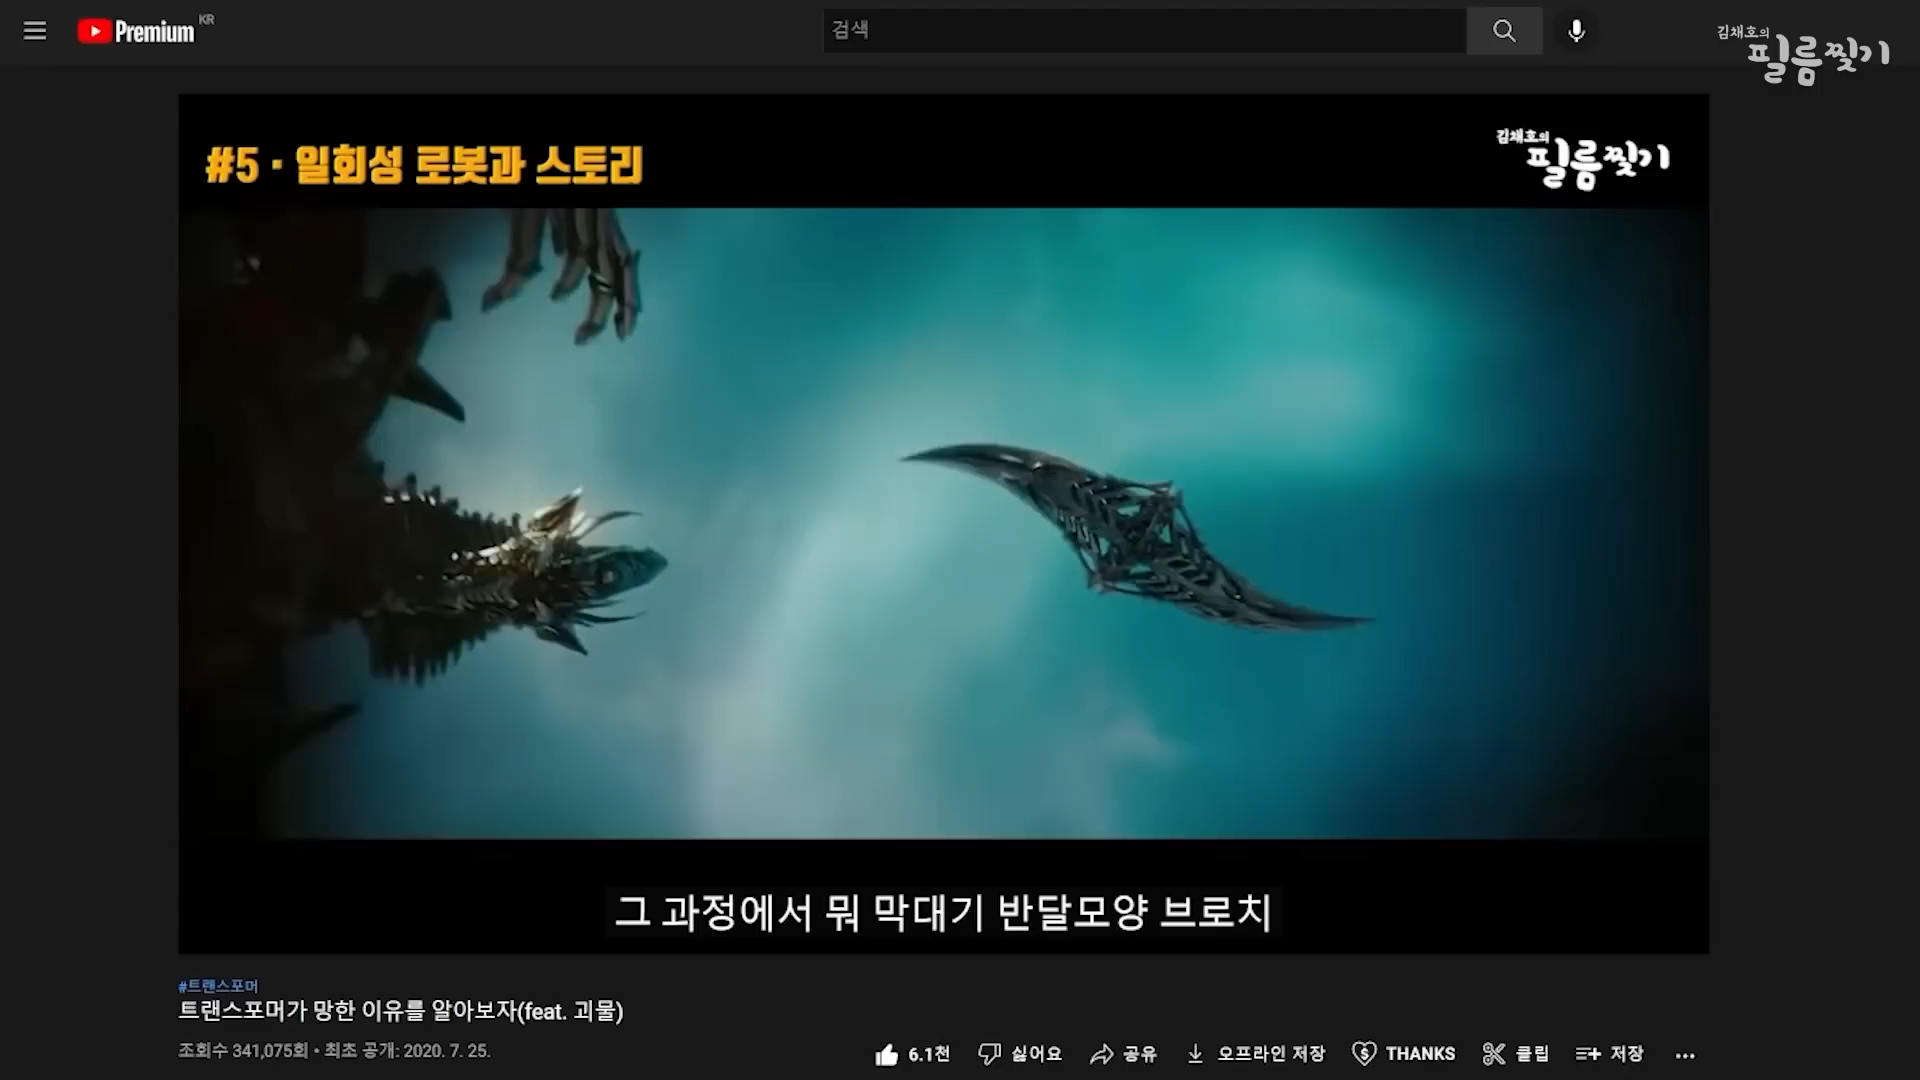 Premium KR
검색
김채호의
필름찢기
#5 · 일회성 로봇과 스토리
김채호의
필름찢기
그 과정에서 뭐 막대기 반달모양 브로치
#트랜스포머
트랜스포머가 망한 이유를 알아보자(feat. 괴물)
조회수 341,075회 • 최초 공개: 2020. 7. 25.
6.1천 싫어요 공유 오프라인 저장 THANKS 클립 저장